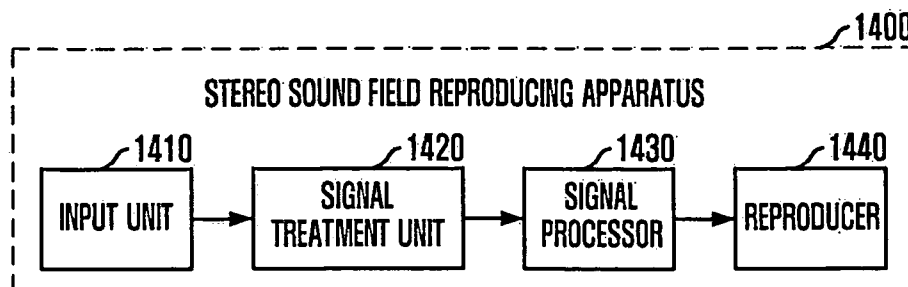 1400
STEREO SOUND FIELD REPRODUCING APPARATUS
1410
1420
1430
1440
INPUT UNIT
SIGNAL
TREATMENT UNIT
SIGNAL
PROCESSOR
REPRODUCER